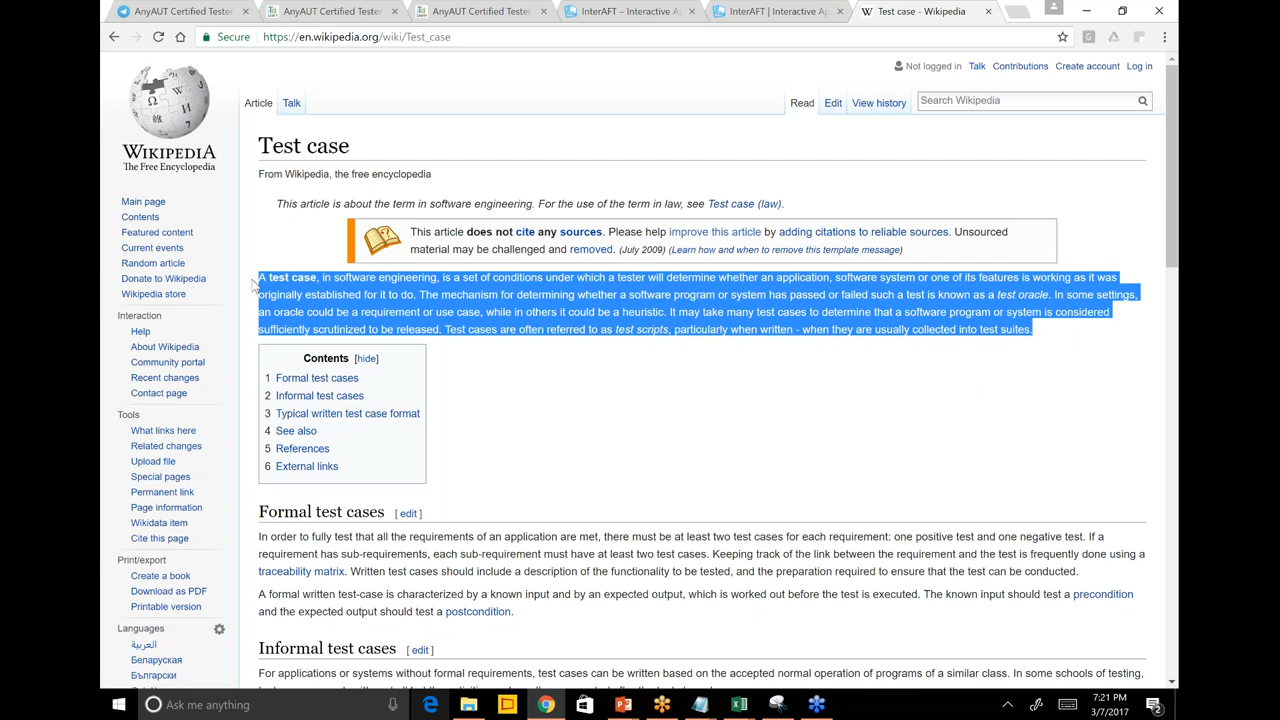 AnyAUT Certified Tester
AnyAUT Certified Tester
AnyAUT Certified Tester
InterAFT – Interactive Ap
InterAFT | Interactive Ap
Test case - Wikipedia
Secure https://en.wikipedia.org/wiki/Test_case
Not logged in Talk Contributions Create account Log in
Article Talk Read Edit View history Search Wikipedia
WIKIPEDIA
The Free Encyclopedia
Main page
Contents
Featured content
Current events
Random article
Donate to Wikipedia
Wikipedia store
Interaction
Help
About Wikipedia
Community portal
Recent changes
Contact page
Tools
What links here
Related changes
Upload file
Special pages
Permanent link
Page information
Wikidata item
Cite this page
Print/export
Create a book
Download as PDF
Printable version
Languages
العربية
Беларуская
Български
Test case
From Wikipedia, the free encyclopedia
This article is about the term in software engineering. For the use of the term in law, see Test case (law).
This article does not cite any sources. Please help improve this article by adding citations to reliable sources. Unsourced
material may be challenged and removed. (July 2009) (Learn how and when to remove this template message)
A test case, in software engineering, is a set of conditions under which a tester will determine whether an application, software system or one of its features is working as it was
originally established for it to do. The mechanism for determining whether a software program or system has passed or failed such a test is known as a test oracle. In some settings,
an oracle could be a requirement or use case, while in others it could be a heuristic. It may take many test cases to determine that a software program or system is considered
sufficiently scrutinized to be released. Test cases are often referred to as test scripts, particularly when written - when they are usually collected into test suites.
Contents [hide]
1 Formal test cases
2 Informal test cases
3 Typical written test case format
4 See also
5 References
6 External links
Formal test cases [ edit ]
In order to fully test that all the requirements of an application are met, there must be at least two test cases for each requirement: one positive test and one negative test. If a
requirement has sub-requirements, each sub-requirement must have at least two test cases. Keeping track of the link between the requirement and the test is frequently done using a
traceability matrix. Written test cases should include a description of the functionality to be tested, and the preparation required to ensure that the test can be conducted.
A formal written test-case is characterized by a known input and by an expected output, which is worked out before the test is executed. The known input should test a precondition
and the expected output should test a postcondition.
Informal test cases [ edit ]
For applications or systems without formal requirements, test cases can be written based on the accepted normal operation of programs of a similar class. In some schools of testing,
Ask me anything
7:21 PM
3/7/2017
2